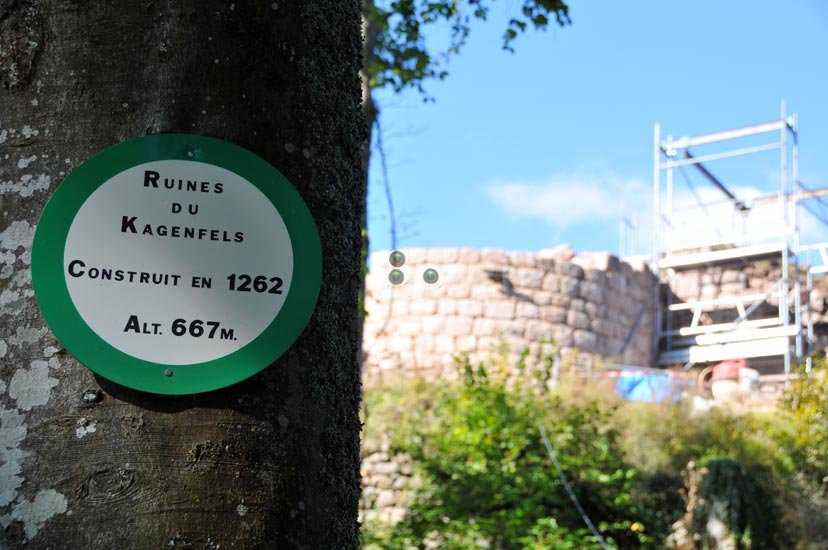 Ruines
du
Kagenfels
Construit en 1262
Alt. 667m.